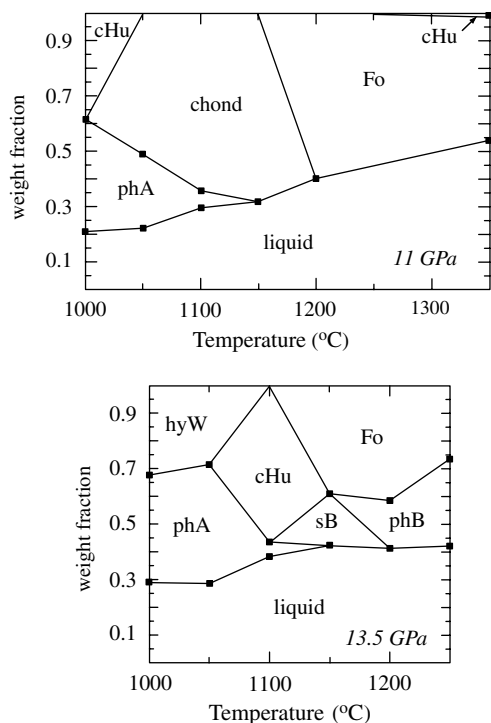 0.9
cHu
cHu
Fo
0.7
chond
weight fraction
0.5
phA
0.3
liquid
0.1
11 GPa
1000
1100
1200
1300
Temperature (°C)
0.9
hyW
Fo
0.7
cHu
weight fraction
phA
sB
phB
0.5
0.3
liquid
0.1
13.5 GPa
1000
1100
1200
Temperature (°C)